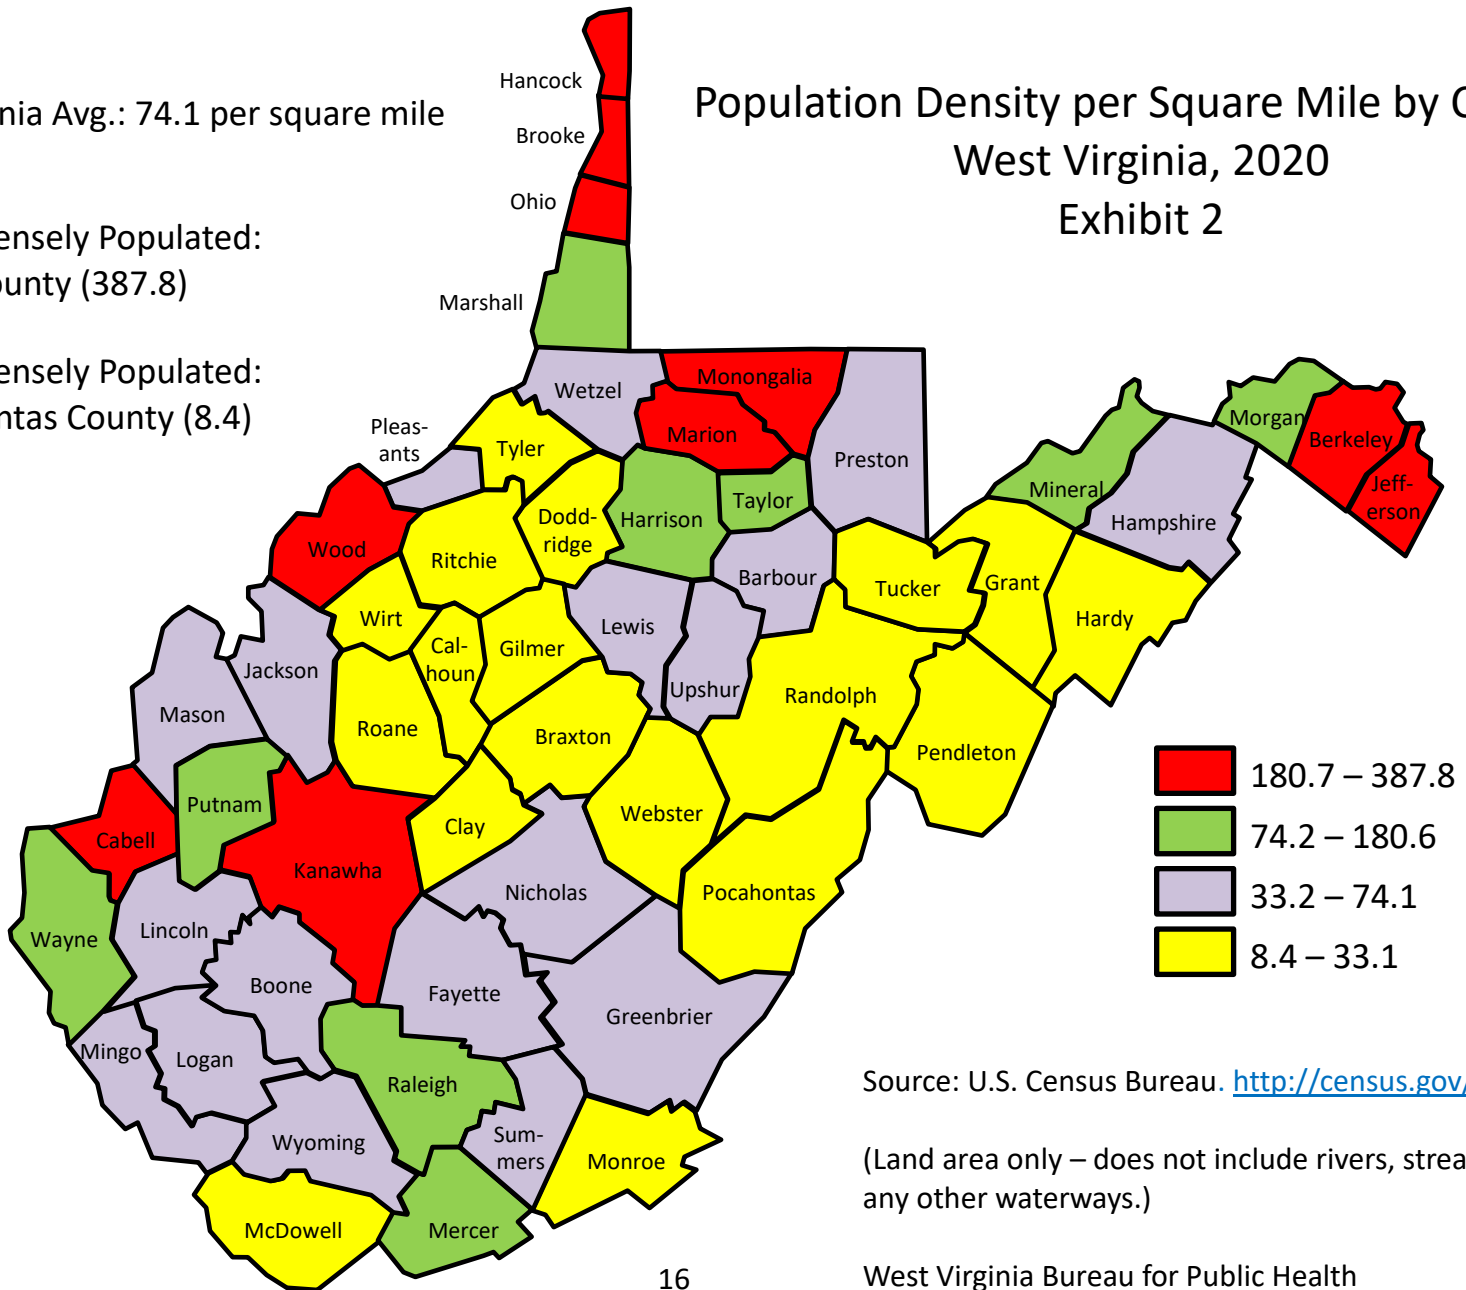 nia Avg.: 74.1 per square mile
ensely Populated:
ounty (387.8)
ensely Populated:
ntas County (8.4)
Population Density per Square Mile by C
West Virginia, 2020
Exhibit 2
Hancock
Brooke
Ohio
Marshall
Wetzel
Monongalia
Marion
Preston
Pleas-
ants
Tyler
Dodd-
ridge
Harrison
Taylor
Mineral
Hampshire
Morgan
Berkeley
Jeff-
erson
Wood
Ritchie
Wirt
Cal-
houn
Gilmer
Lewis
Barbour
Upshur
Tucker
Grant
Hardy
Randolph
Pendleton
Jackson
Mason
Roane
Braxton
Webster
Pocahontas
Putnam
Cabell
Kanawha
Clay
Nicholas
Wayne
Lincoln
Boone
Fayette
Greenbrier
Mingo
Logan
Raleigh
Wyoming
Sum-
mers
Monroe
McDowell
Mercer
180.7 – 387.8
74.2 – 180.6
33.2 – 74.1
8.4 – 33.1
Source: U.S. Census Bureau. http://census.gov/
(Land area only – does not include rivers, strea
any other waterways.)
West Virginia Bureau for Public Health
16